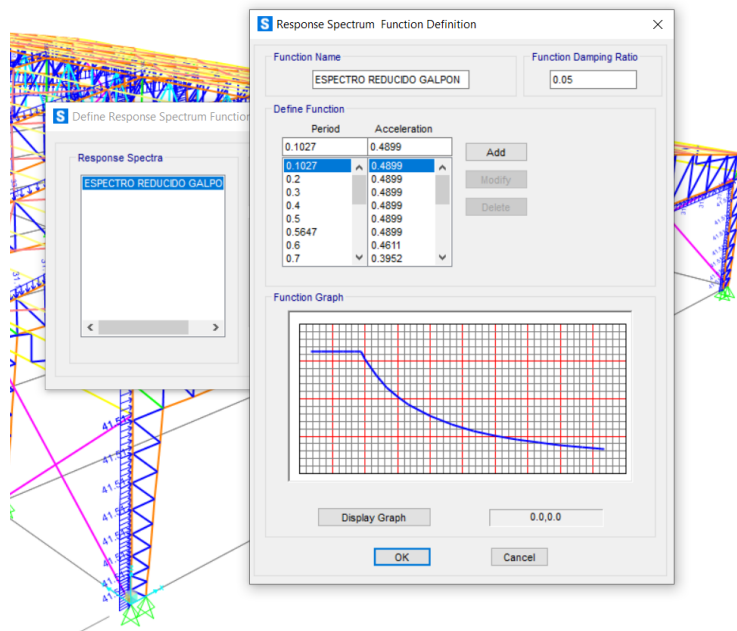 S Response Spectrum Function Definition
Function Name
ESPECTRO REDUCIDO GALPON
Function Damping Ratio
0.05
S Define Response Spectrum Function
Response Spectra
ESPECTRO REDUCIDO GALPO
Define Function
Period Acceleration
0.1027 0.4899
0.1027 0.4899
0.2 0.4899
0.3 0.4899
0.4 0.4899
0.5 0.4899
0.5647 0.4899
0.6 0.4611
0.7 0.3952
Add
Modify
Delete
Function Graph
Display Graph
0.0,0.0
OK
Cancel